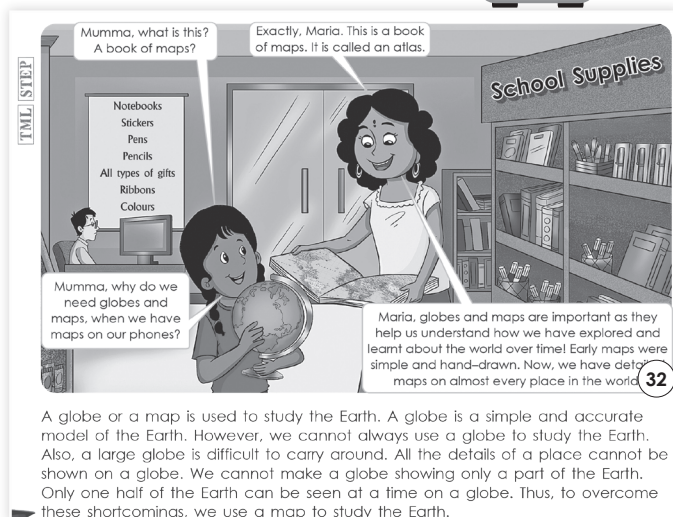 Mumma, what is this?
A book of maps?
Exactly, Maria. This is a book
of maps. It is called an atlas.
TML STEP
School Supplies
Notebooks
Stickers
Pens
Pencils
All types of gifts
Ribbons
Colours
Mumma, why do we
need globes and
maps, when we have
maps on our phones?
Maria, globes and maps are important as they
help us understand how we have explored and
learnt about the world over time! Early maps were
simple and hand–drawn. Now, we have
maps on almost every place in the world
32
A globe or a map is used to study the Earth. A globe is a simple and accurate
model of the Earth. However, we cannot always use a globe to study the Earth.
Also, a large globe is difficult to carry around. All the details of a place cannot be
shown on a globe. We cannot make a globe showing only a part of the Earth.
Only one half of the Earth can be seen at a time on a globe. Thus, to overcome
these shortcomings, we use a map to study the Earth.